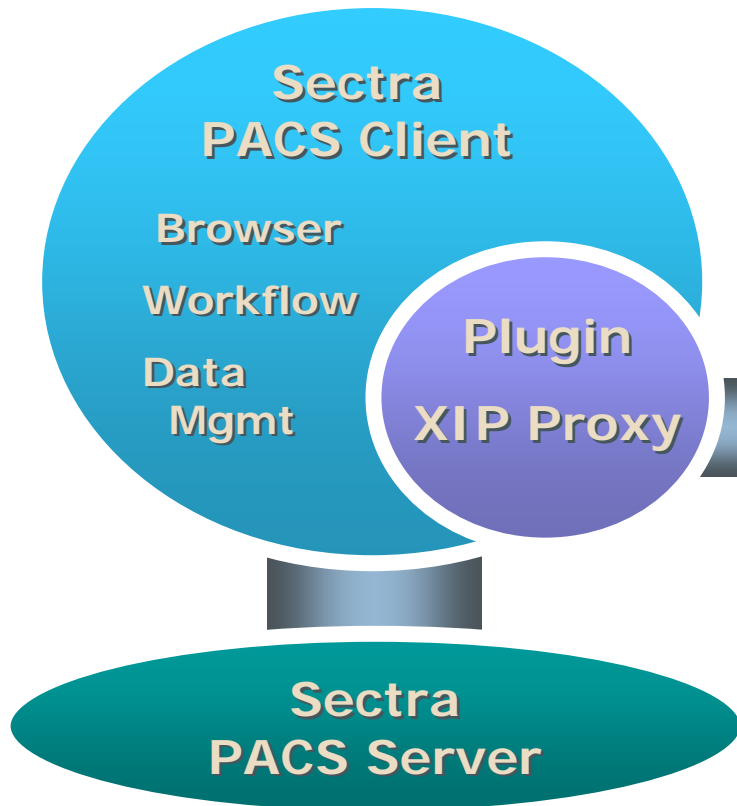 Sectra
PACS Client
Browser
Workflow
Data
Mgmt
Plugin
XIP Proxy
Sectra
PACS Server